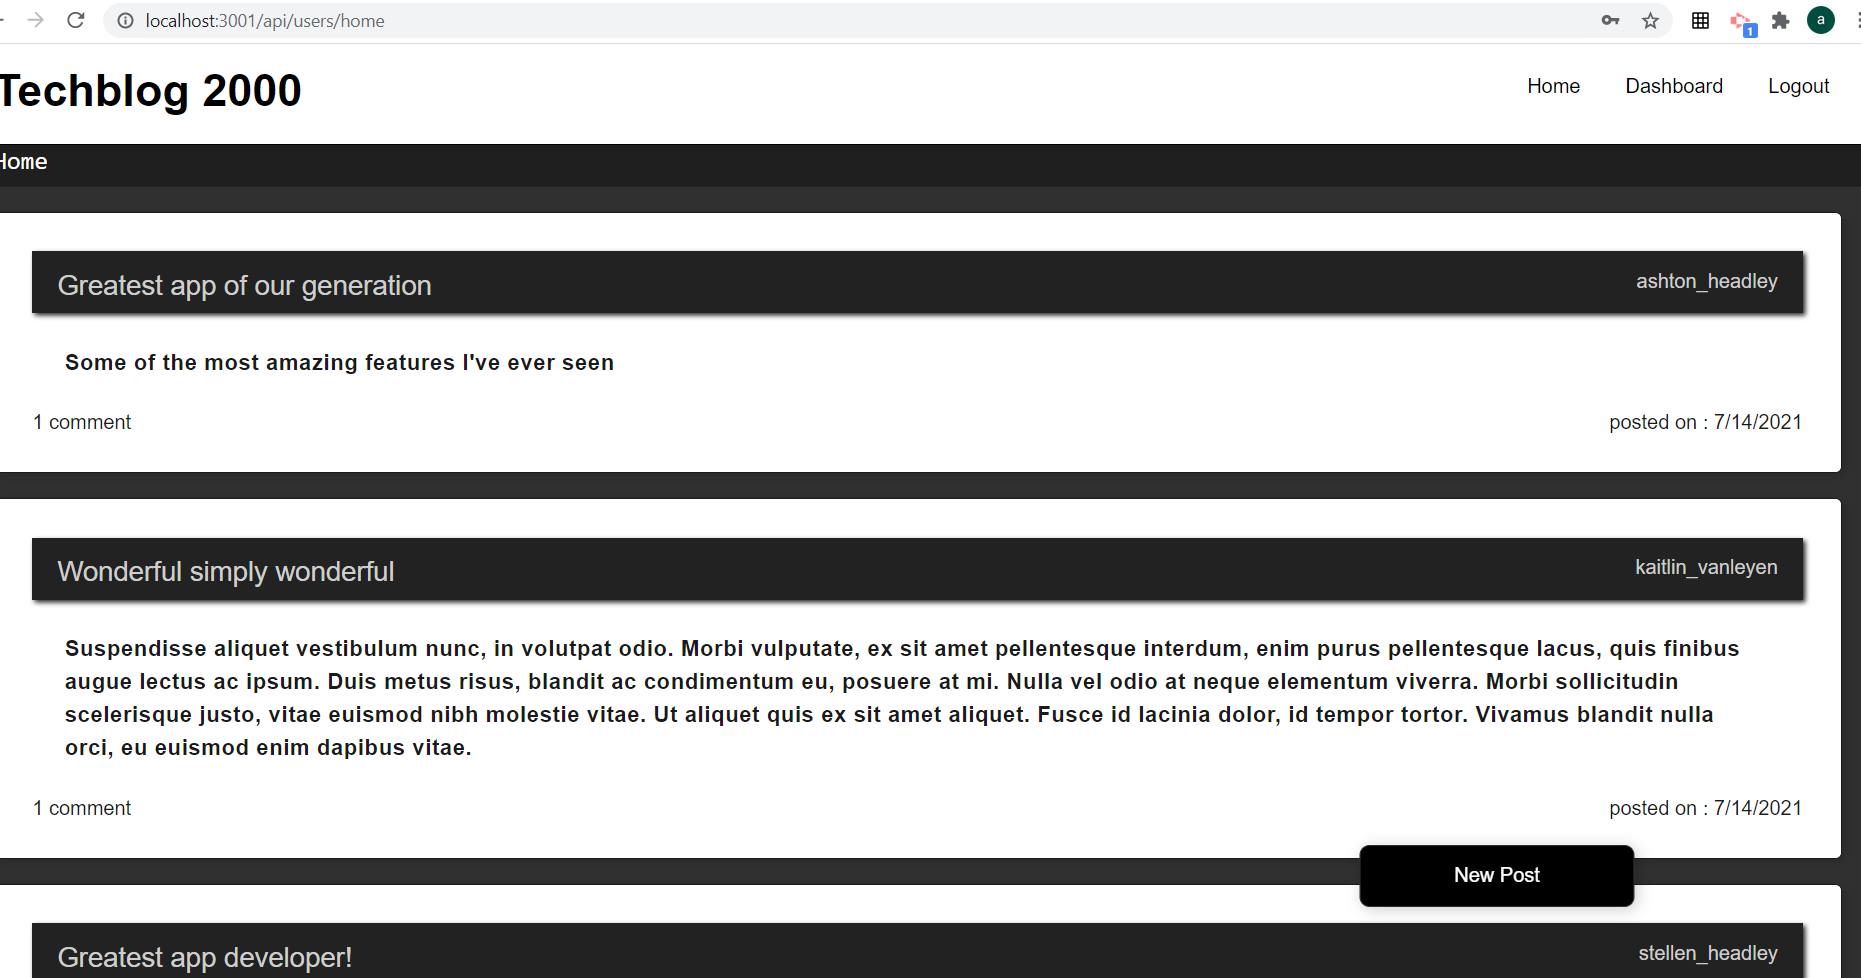 localhost:3001/api/users/home
a
1
Techblog 2000
Home
Dashboard
Logout
Home
Greatest app of our generation
ashton_headley
Some of the most amazing features I've ever seen
1 comment
posted on : 7/14/2021
Wonderful simply wonderful
kaitlin_vanleyen
Suspendisse aliquet vestibulum nunc, in volutpat odio. Morbi vulputate, ex sit amet pellentesque interdum, enim purus pellentesque lacus, quis finibus
augue lectus ac ipsum. Duis metus risus, blandit ac condimentum eu, posuere at mi. Nulla vel odio at neque elementum viverra. Morbi sollicitudin
scelerisque justo, vitae euismod nibh molestie vitae. Ut aliquet quis ex sit amet aliquet. Fusce id lacinia dolor, id tempor tortor. Vivamus blandit nulla
orci, eu euismod enim dapibus vitae.
1 comment
posted on : 7/14/2021
New Post
Greatest app developer!
stellen_headley